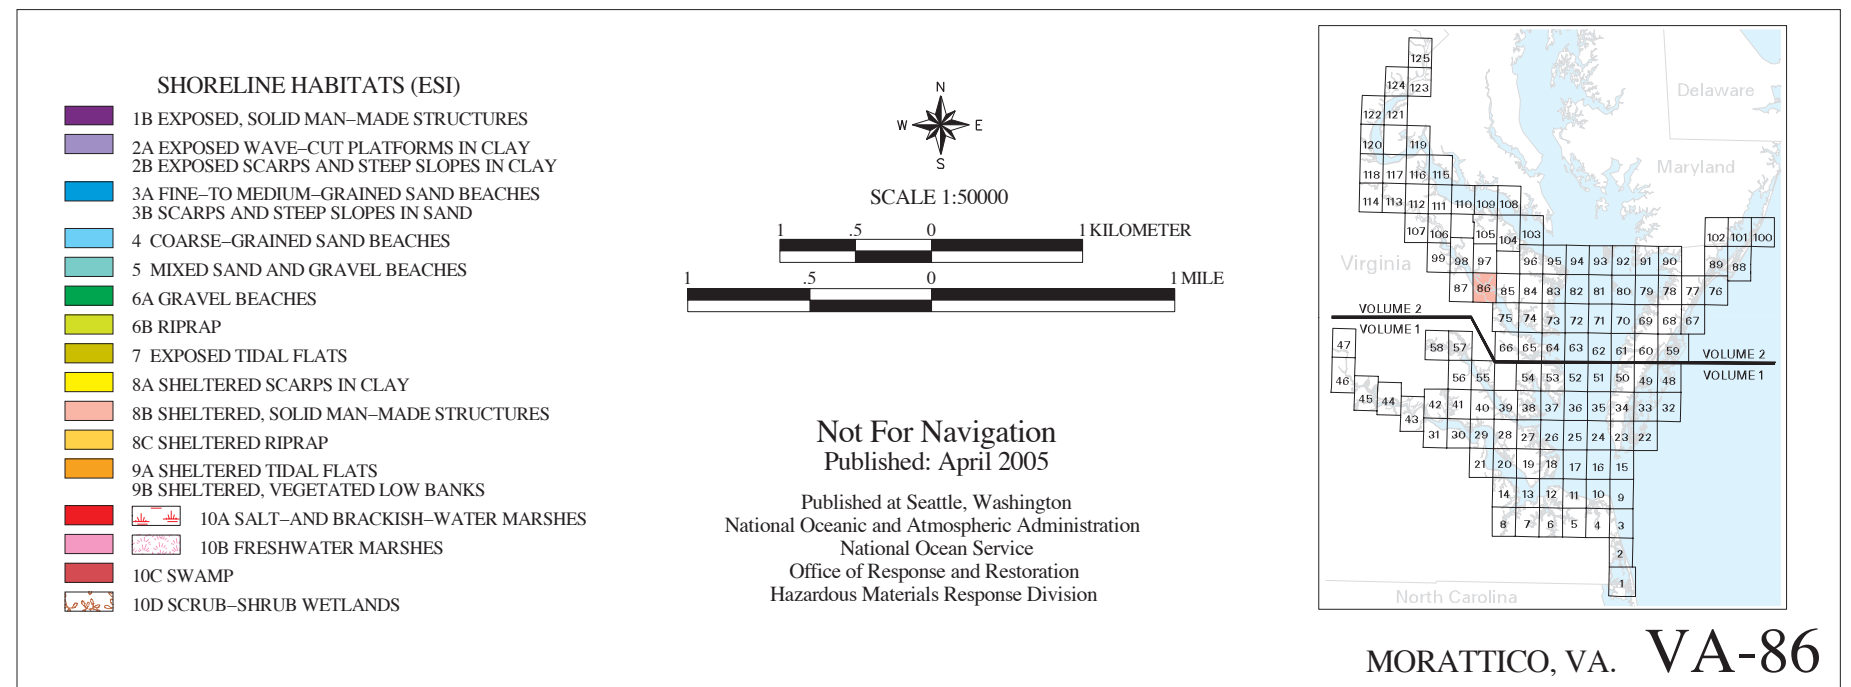 SHORELINE HABITATS (ESI)
1B EXPOSED, SOLID MAN–MADE STRUCTURES
2A EXPOSED WAVE–CUT PLATFORMS IN CLAY
2B EXPOSED SCARPS AND STEEP SLOPES IN CLAY
3A FINE–TO MEDIUM–GRAINED SAND BEACHES
3B SCARPS AND STEEP SLOPES IN SAND
4 COARSE–GRAINED SAND BEACHES
5 MIXED SAND AND GRAVEL BEACHES
6A GRAVEL BEACHES
6B RIPRAP
7 EXPOSED TIDAL FLATS
8A SHELTERED SCARPS IN CLAY
8B SHELTERED, SOLID MAN–MADE STRUCTURES
8C SHELTERED RIPRAP
9A SHELTERED TIDAL FLATS
9B SHELTERED, VEGETATED LOW BANKS
10A SALT–AND BRACKISH–WATER MARSHES
10B FRESHWATER MARSHES
10C SWAMP
10D SCRUB–SHRUB WETLANDS
N
W E
S
SCALE 1:50000
1 .5 0 1 KILOMETER
1 .5 0 1 MILE
Not For Navigation
Published: April 2005
Published at Seattle, Washington
National Oceanic and Atmospheric Administration
National Ocean Service
Office of Response and Restoration
Hazardous Materials Response Division
125
124 123
Delaware
122 121
120 119
Maryland
118 117 116 115
114 113 112 111 110 109 108
107 106 105 104 103 102 101 100
Virginia
99 98 97 96 95 94 93 92 91 90 89 88
87 86 85 84 83 82 81 80 79 78 77 76
VOLUME 2
VOLUME 1
75 74 73 72 71 70 69 68 67
47 58 57 66 65 64 63 62 61 60 59
VOLUME 2
VOLUME 1
46 56 55 54 53 52 51 50 49 48
45 44 43 42 41 40 39 38 37 36 35 34 33 32
31 30 29 28 27 26 25 24 23 22
21 20 19 18 17 16 15
14 13 12 11 10 9
8 7 6 5 4 3
2
1
North Carolina
MORATTICO, VA. VA-86